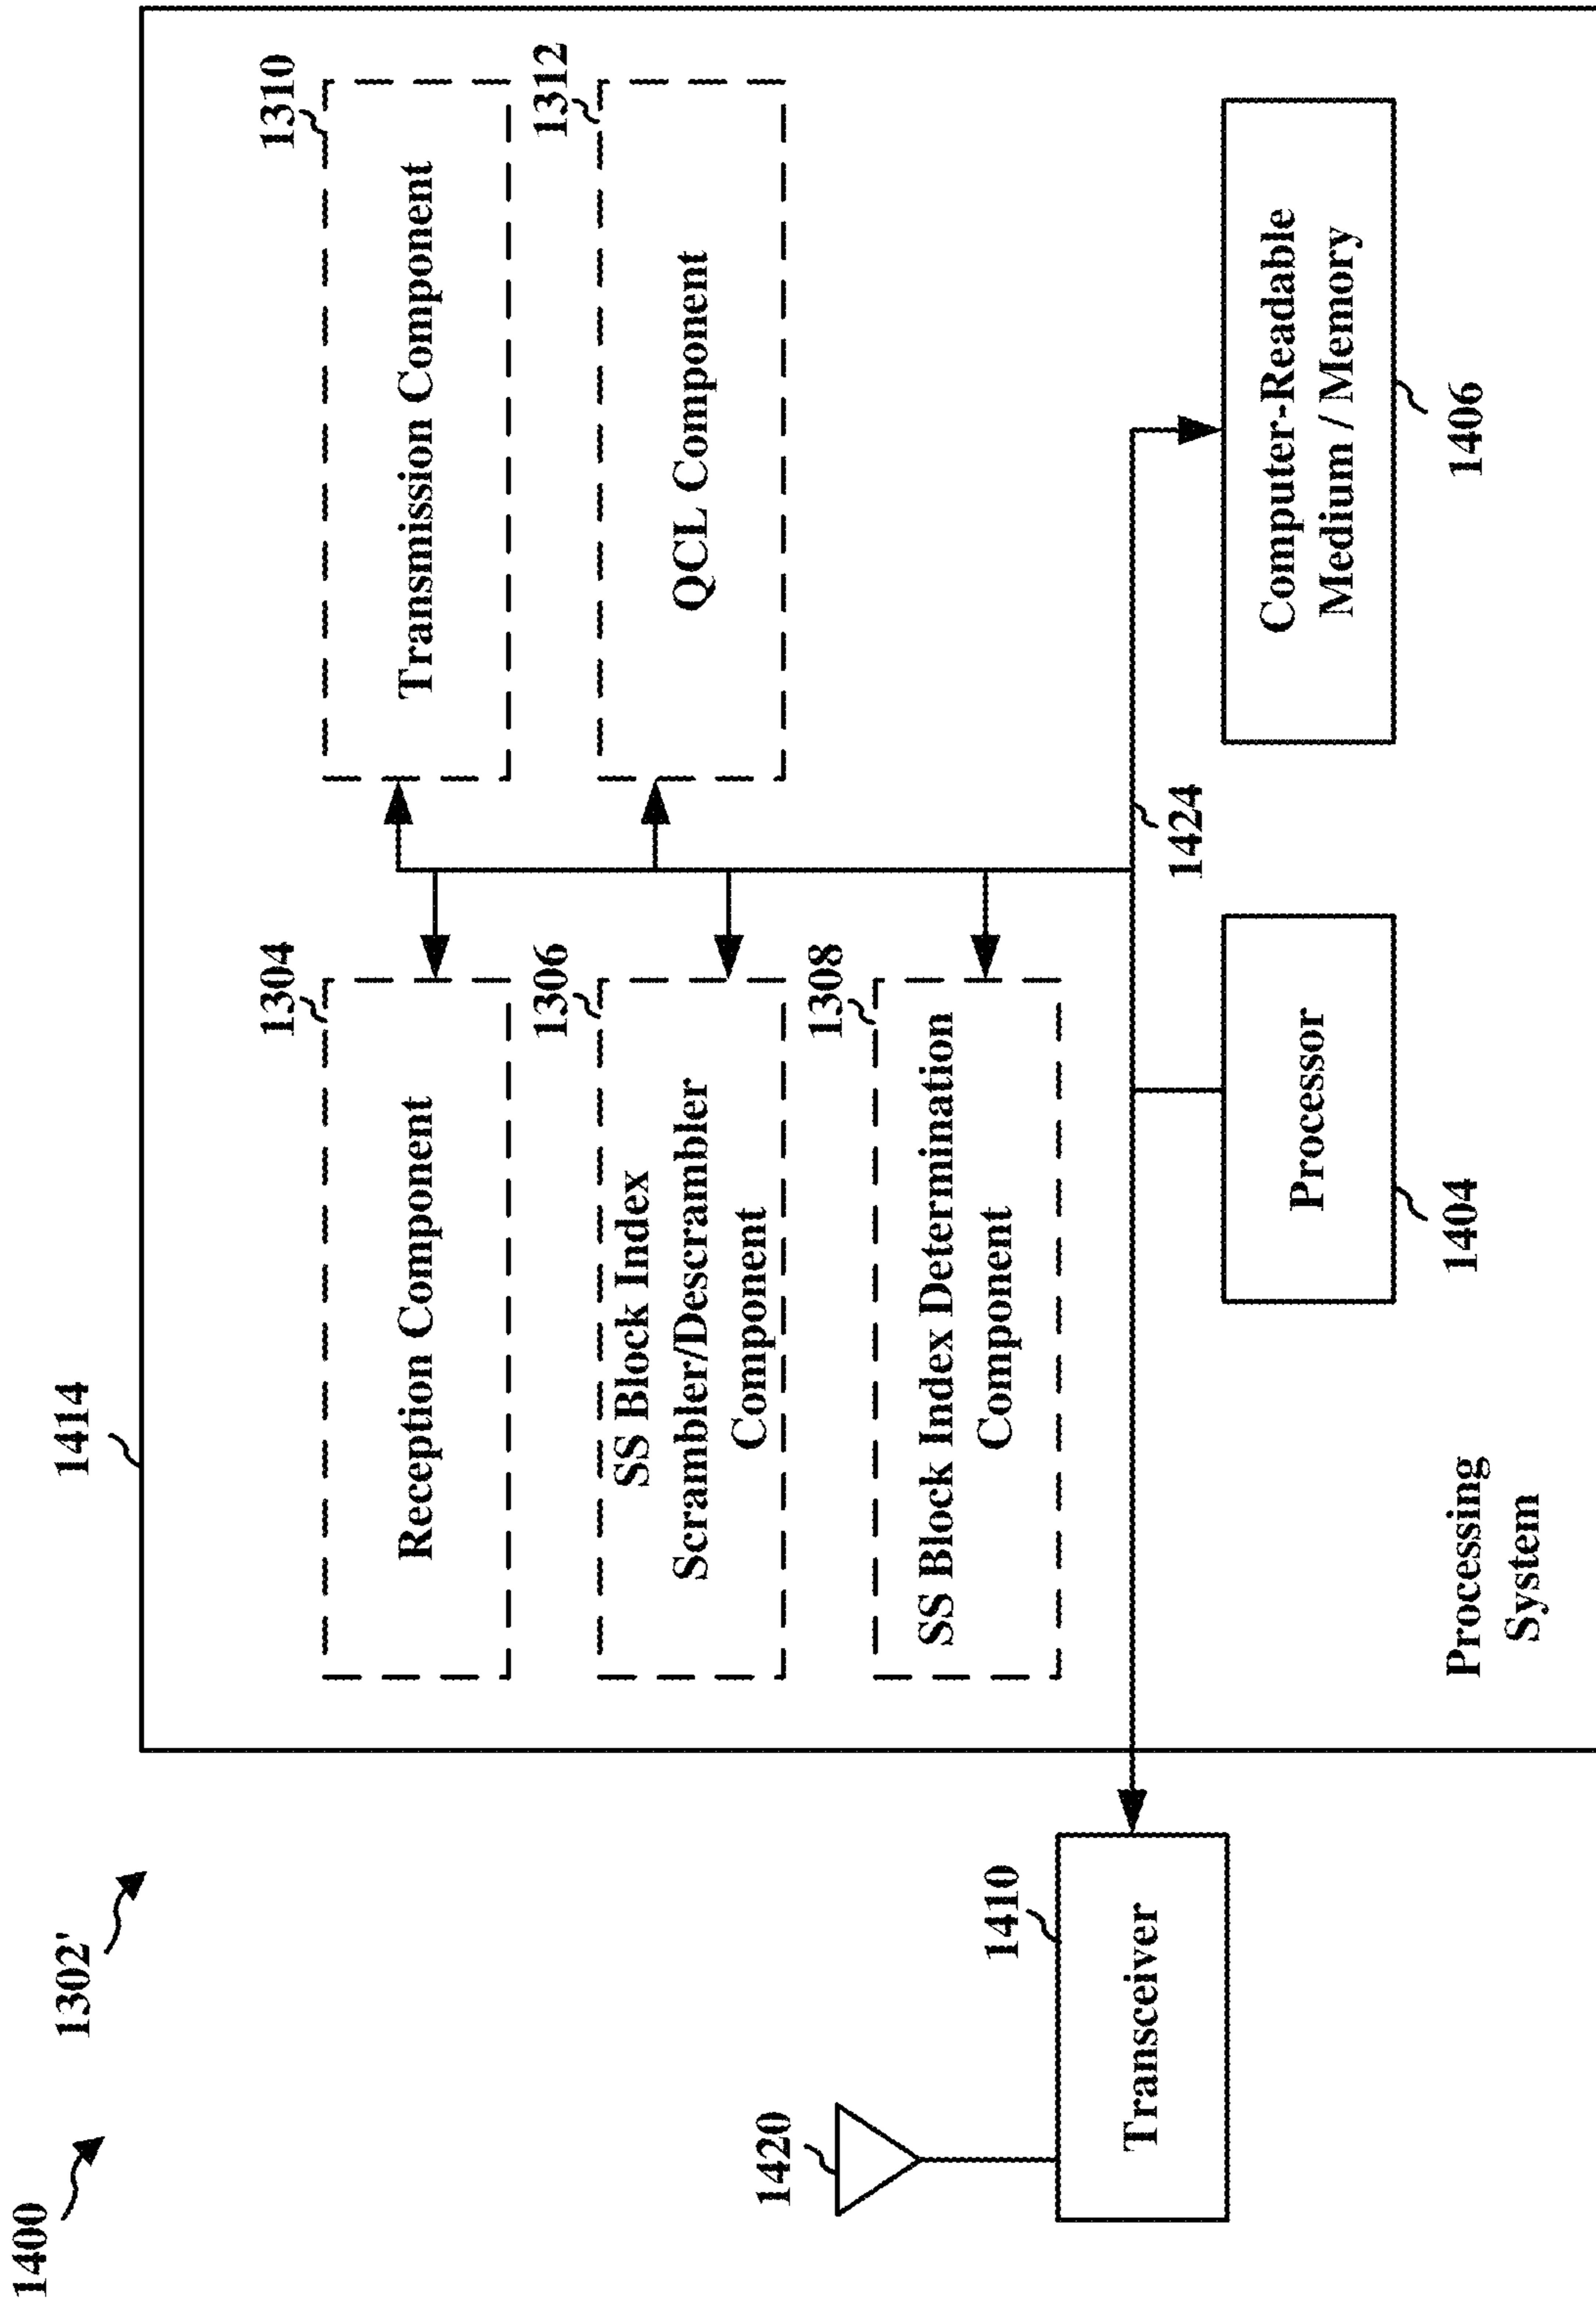 1400
1302'
1414
1304
Reception Component
1310
Transmission Component
1306
SS Block Index
Scrambler/Descrambler
Component
1312
QCL Component
1308
SS Block Index Determination
Component
1420
1410
Transceiver
1424
Processor
1404
Computer-Readable
Medium / Memory
1406
Processing
System